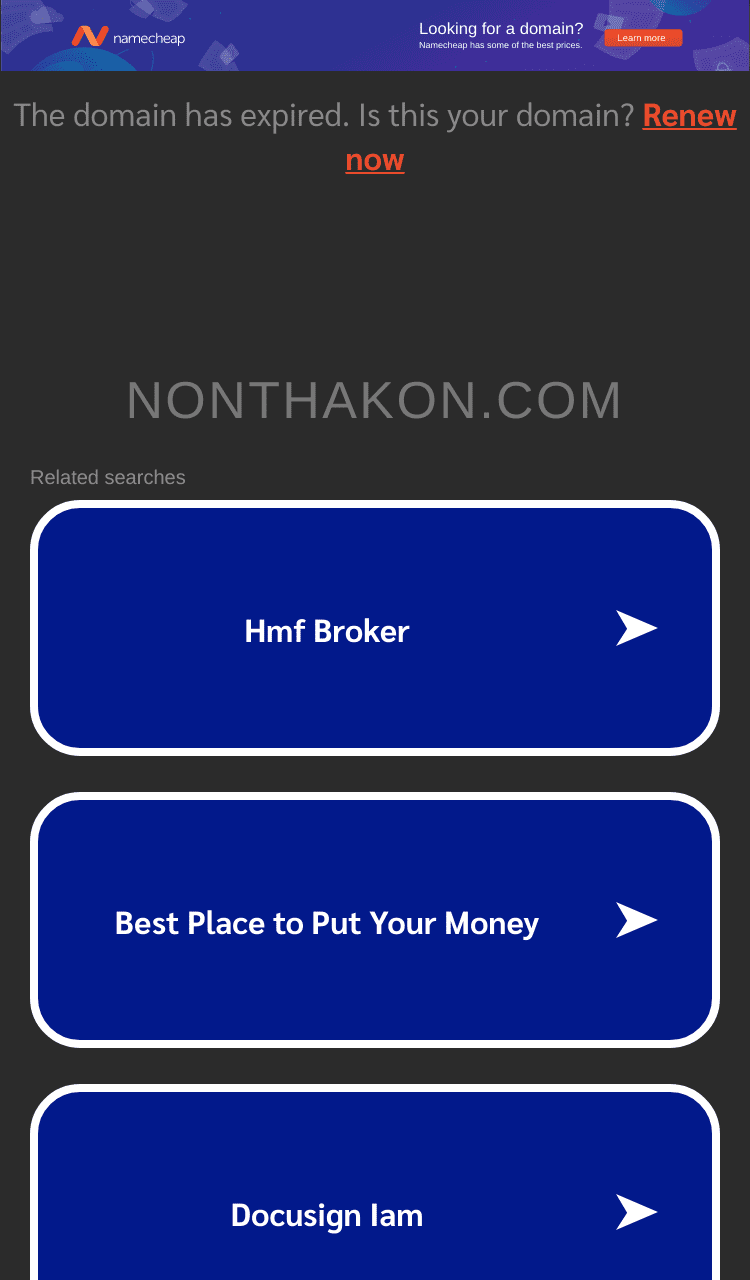 namecheap
Looking for a domain?
Namecheap has some of the best prices.
Learn more
The domain has expired. Is this your domain? Renew
now
NONTHAKON.COM
Related searches
Hmf Broker
Best Place to Put Your Money
Docusign Iam